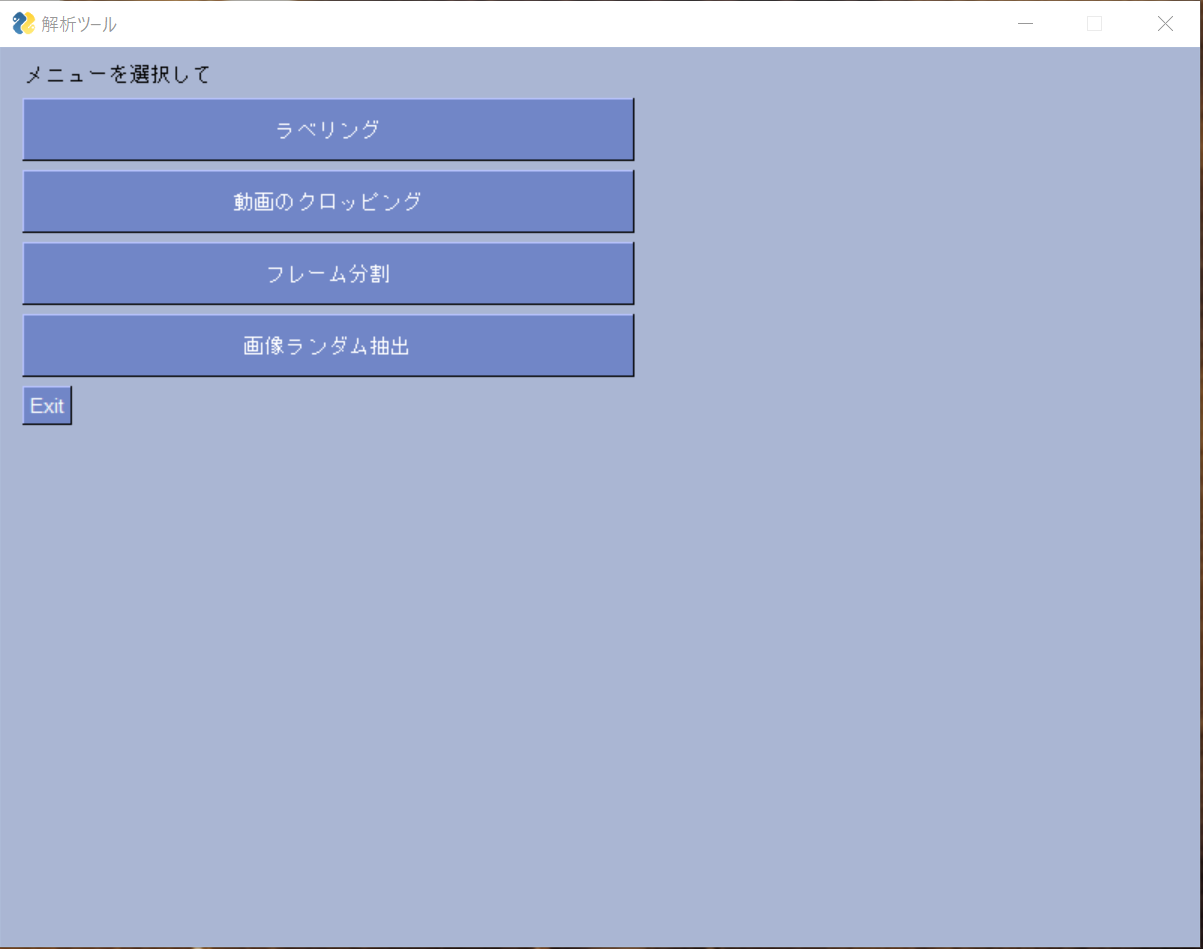 解析ツール
メニューを選択して
ラベリング
動画のクロッピング
フレーム分割
画像ランダム抽出
Exit